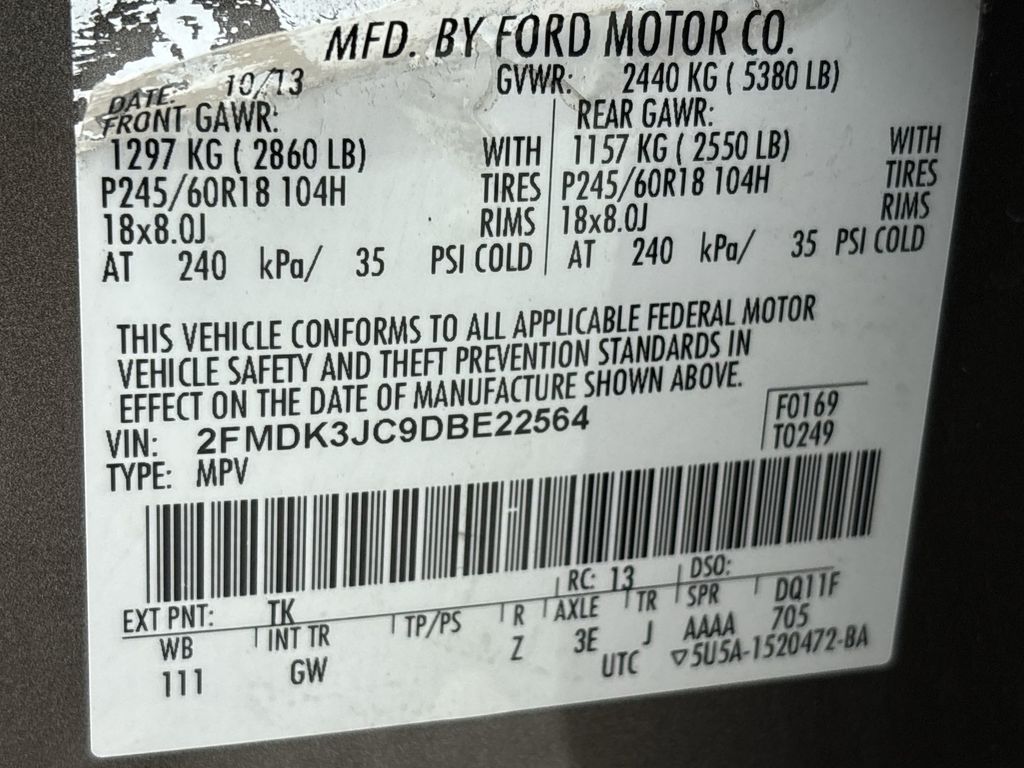 MFD. BY FORD MOTOR CO.
DATE: 10/13 GVWR: 2440 KG ( 5380 LB)
FRONT GAWR: REAR GAWR:
1297 KG ( 2860 LB) WITH 1157 KG ( 2550 LB) WITH
P245/60R18 104H TIRES P245/60R18 104H TIRES
18x8.0J RIMS 18x8.0J RIMS
AT 240 kPa/ 35 PSI COLD AT 240 kPa/ 35 PSI COLD
THIS VEHICLE CONFORMS TO ALL APPLICABLE FEDERAL MOTOR
VEHICLE SAFETY AND THEFT PREVENTION STANDARDS IN
EFFECT ON THE DATE OF MANUFACTURE SHOWN ABOVE.
VIN: 2FMDK3JC9DBE22564 F0169
TYPE: MPV T0249
EXT PNT: TK RC: 13 DSO:
WB INT TR TP/PS R AXLE TR SPR DQ11F
111 GW Z 3E J AAAA 705
UTC ▽5U5A-1520472-BA